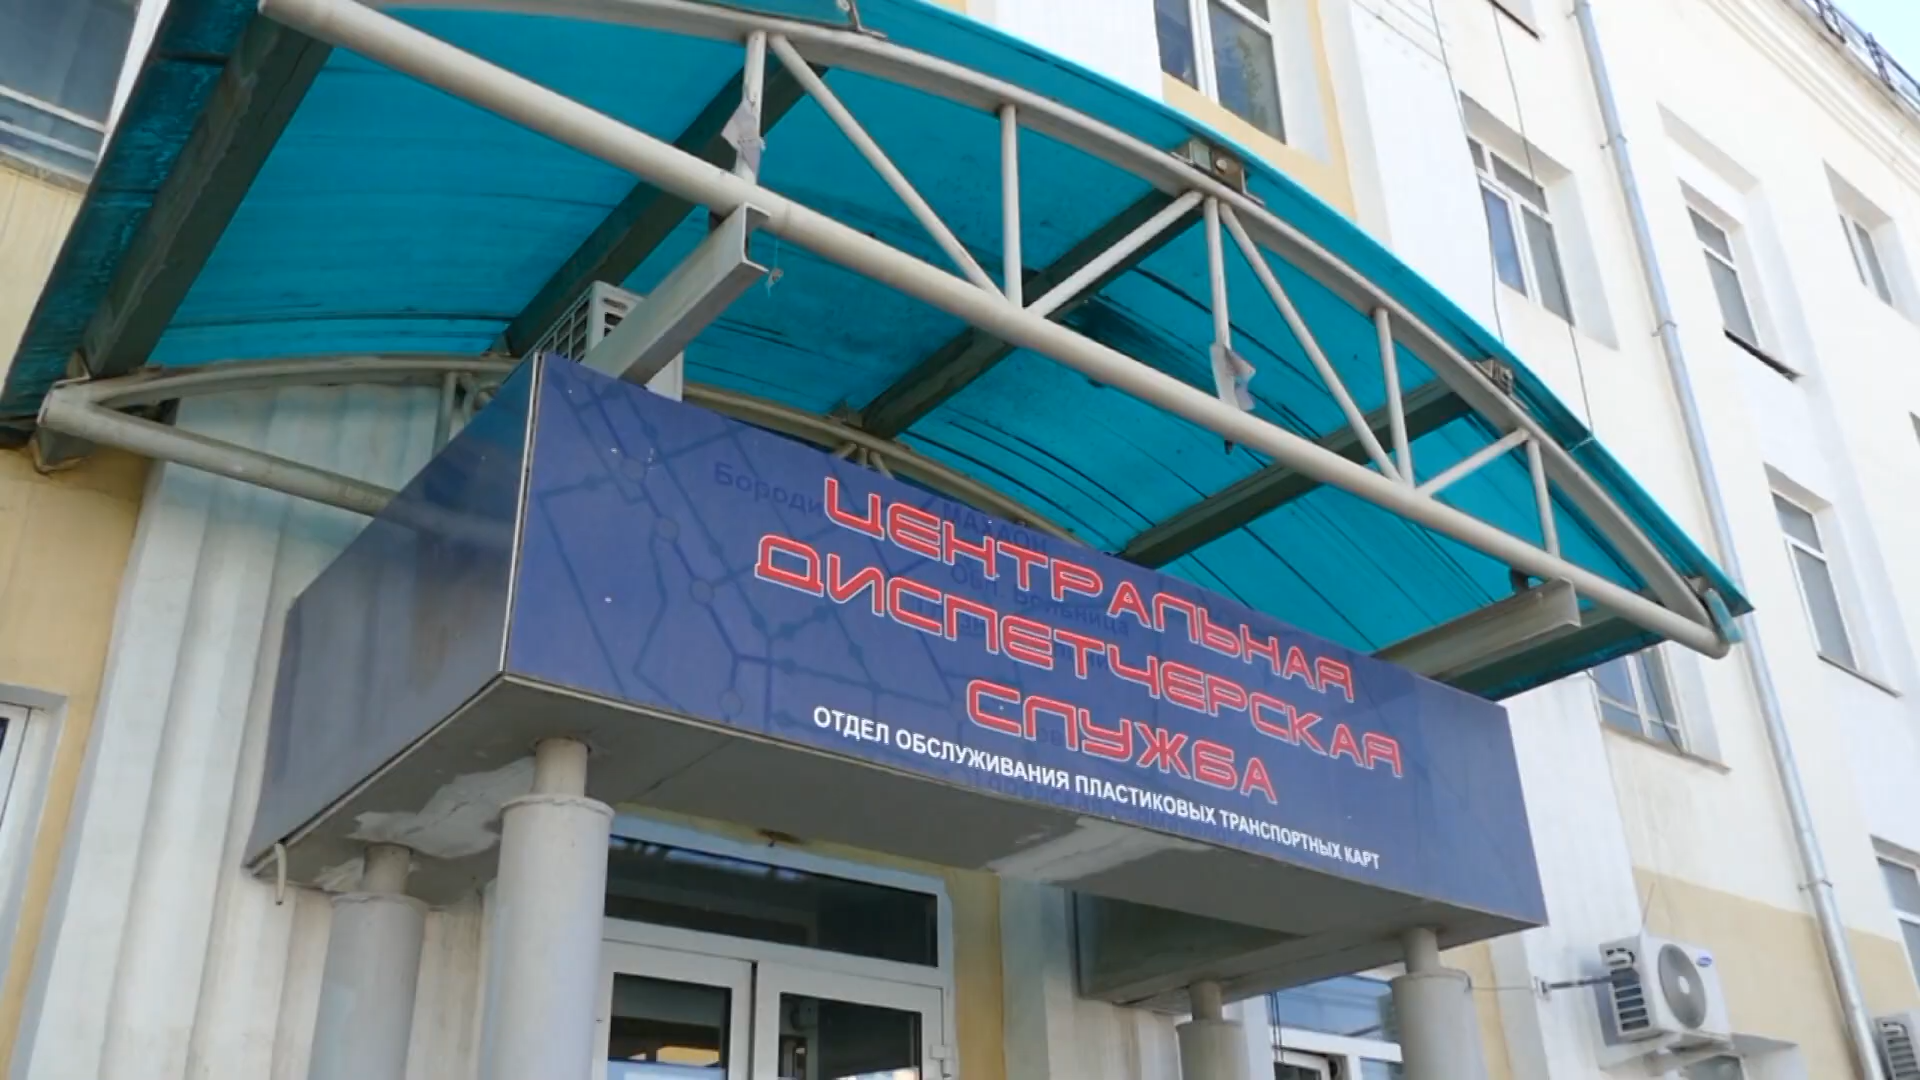 ЦЕНТРАЛЬНАЯ
ДИСПЕТЧЕРСКАЯ
СЛУЖБА
ОТДЕЛ ОБСЛУЖИВАНИЯ ПЛАСТИКОВЫХ ТРАНСПОРТНЫХ КАРТ